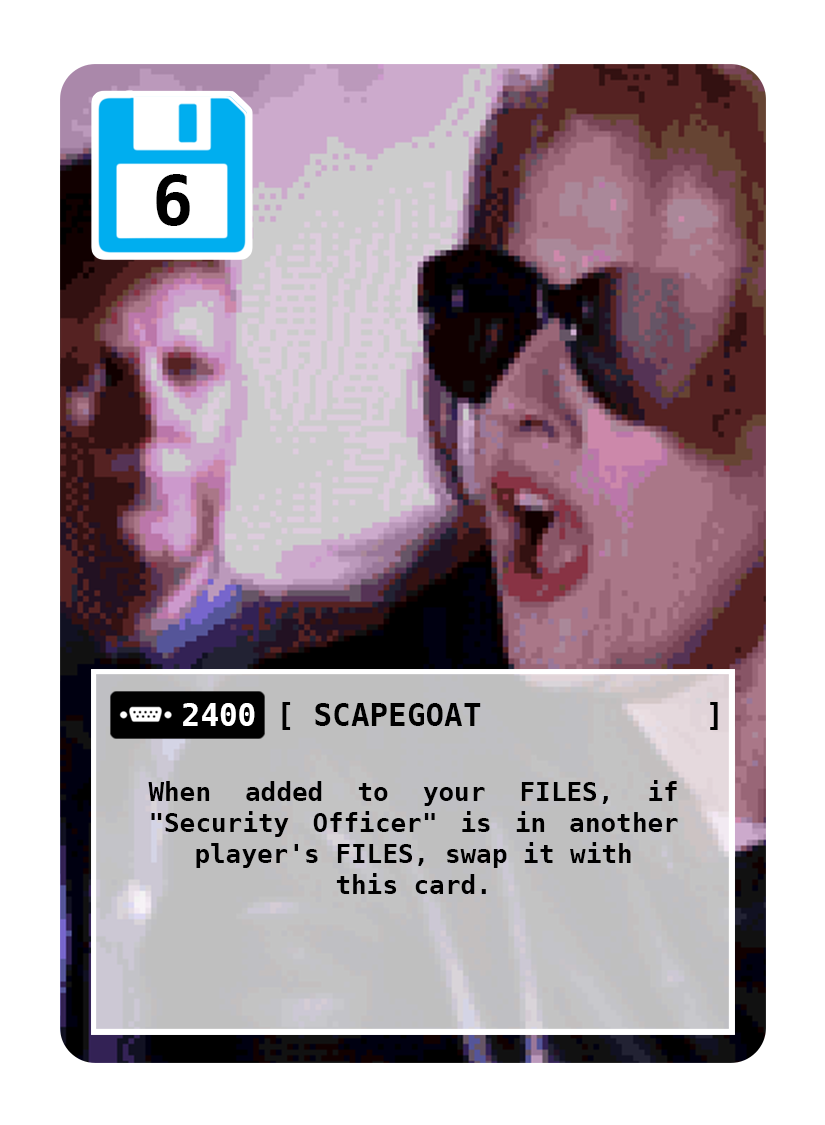 6
2400 [ SCAPEGOAT ]
When added to your FILES, if
"Security Officer" is in another
player's FILES, swap it with
this card.